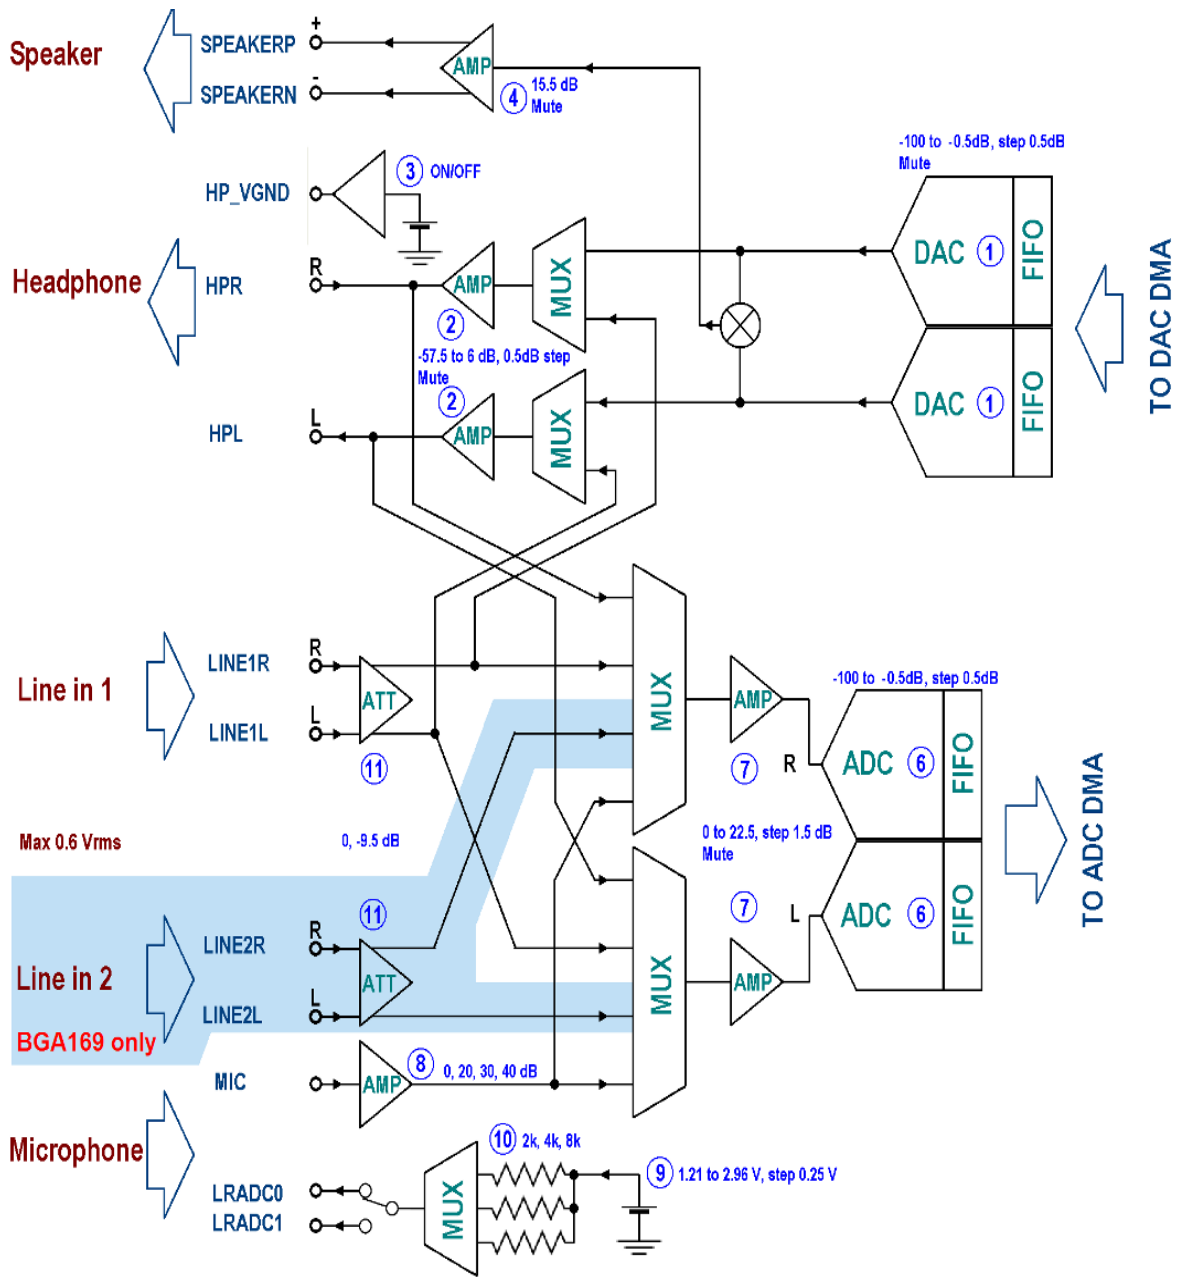 Speaker
+
SPEAKERP
-
SPEAKERN
AMP
4
15.5 dB
Mute
3
ON/OFF
HP_VGND
-100 to -0.5dB, step 0.5dB
Mute
DAC
1
FIFO
TO DAC DMA
Headphone
R
HPR
AMP
MUX
2
-57.5 to 6 dB, 0.5dB step
Mute
2
L
HPL
AMP
MUX
DAC
1
FIFO
Line in 1
R
LINE1R
L
LINE1L
ATT
11
MUX
AMP
7
R
-100 to -0.5dB, step 0.5dB
ADC
6
FIFO
TO ADC DMA
Max 0.6 Vrms
0, -9.5 dB
0 to 22.5, step 1.5 dB
Mute
11
Line in 2
BGA169 only
R
LINE2R
L
LINE2L
ATT
MUX
7
L
AMP
ADC
6
FIFO
MIC
AMP
8
0, 20, 30, 40 dB
Microphone
10
2k, 4k, 8k
9
1.21 to 2.96 V, step 0.25 V
LRADC0
LRADC1
MUX